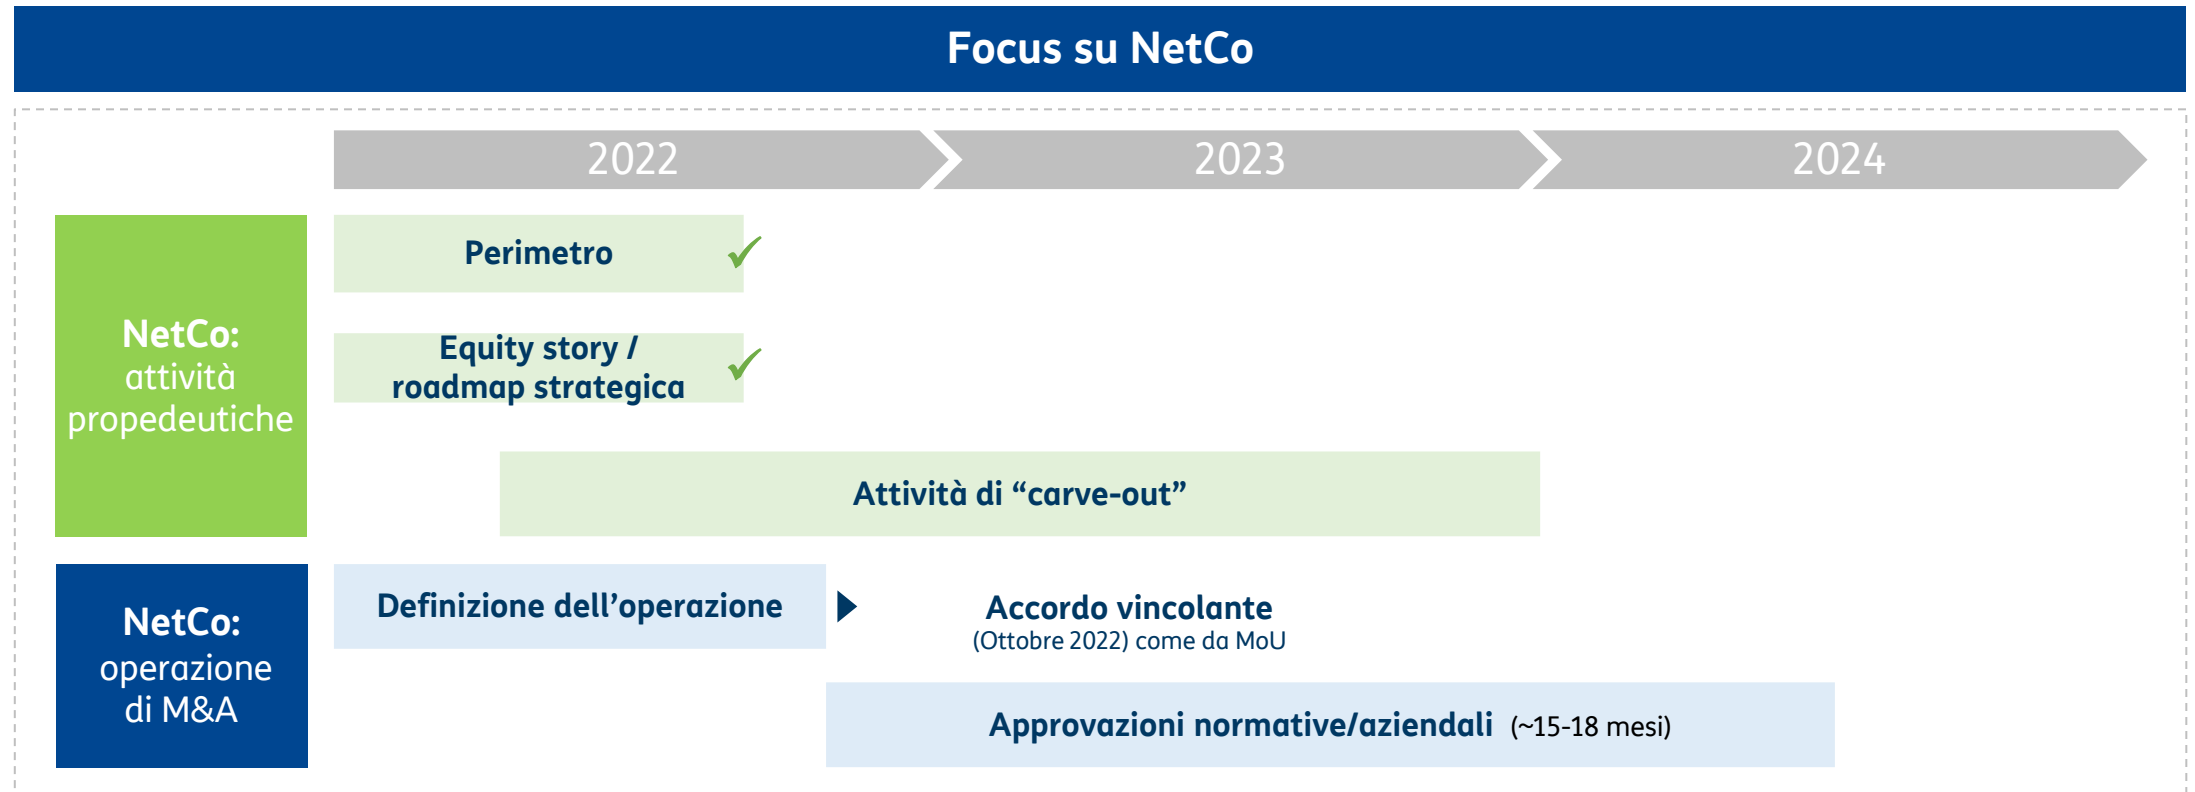 Focus su NetCo
2022
2023
2024
NetCo:
attività
propedeutiche
Perimetro
Equity story /
roadmap strategica
Attività di “carve-out”
NetCo:
operazione
di M&A
Definizione dell’operazione
Accordo vincolante
(Ottobre 2022) come da MoU
Approvazioni normative/aziendali (~15-18 mesi)